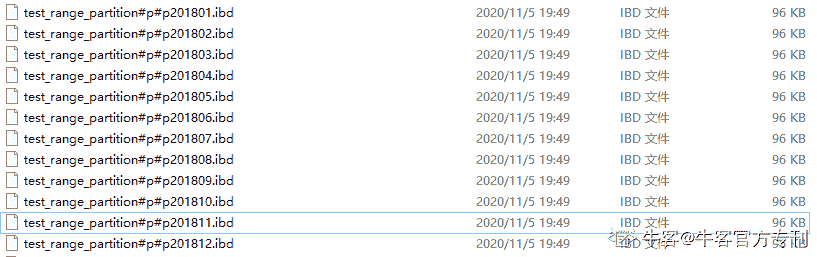 test_range_partition#p#p201801.ibd 2020/11/5 19:49 IBD 文件 96 KB
test_range_partition#p#p201802.ibd 2020/11/5 19:49 IBD 文件 96 KB
test_range_partition#p#p201803.ibd 2020/11/5 19:49 IBD 文件 96 KB
test_range_partition#p#p201804.ibd 2020/11/5 19:49 IBD 文件 96 KB
test_range_partition#p#p201805.ibd 2020/11/5 19:49 IBD 文件 96 KB
test_range_partition#p#p201806.ibd 2020/11/5 19:49 IBD 文件 96 KB
test_range_partition#p#p201807.ibd 2020/11/5 19:49 IBD 文件 96 KB
test_range_partition#p#p201808.ibd 2020/11/5 19:49 IBD 文件 96 KB
test_range_partition#p#p201809.ibd 2020/11/5 19:49 IBD 文件 96 KB
test_range_partition#p#p201810.ibd 2020/11/5 19:49 IBD 文件 96 KB
test_range_partition#p#p201811.ibd 2020/11/5 19:49 IBD 文件 96 KB
test_range_partition#p#p201812.ibd 2020/11/5 19:49 IBD 文件 96 KB
牛客@牛客官方专刊